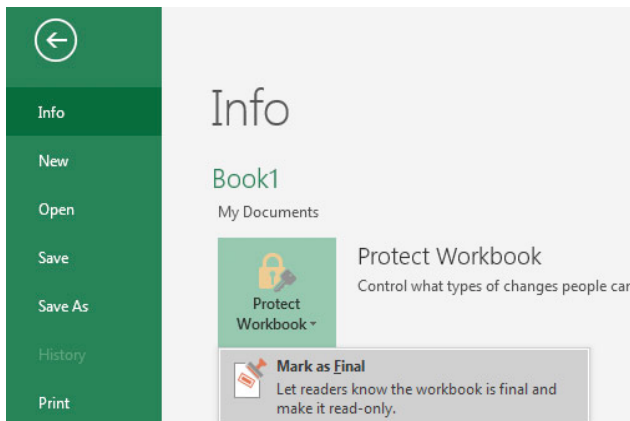 Info
New
Open
Save
Save As
History
Print
Info
Book1
My Documents
Protect
Workbook
Protect Workbook
Control what types of changes people can
Mark as Final
Let readers know the workbook is final and
make it read-only.